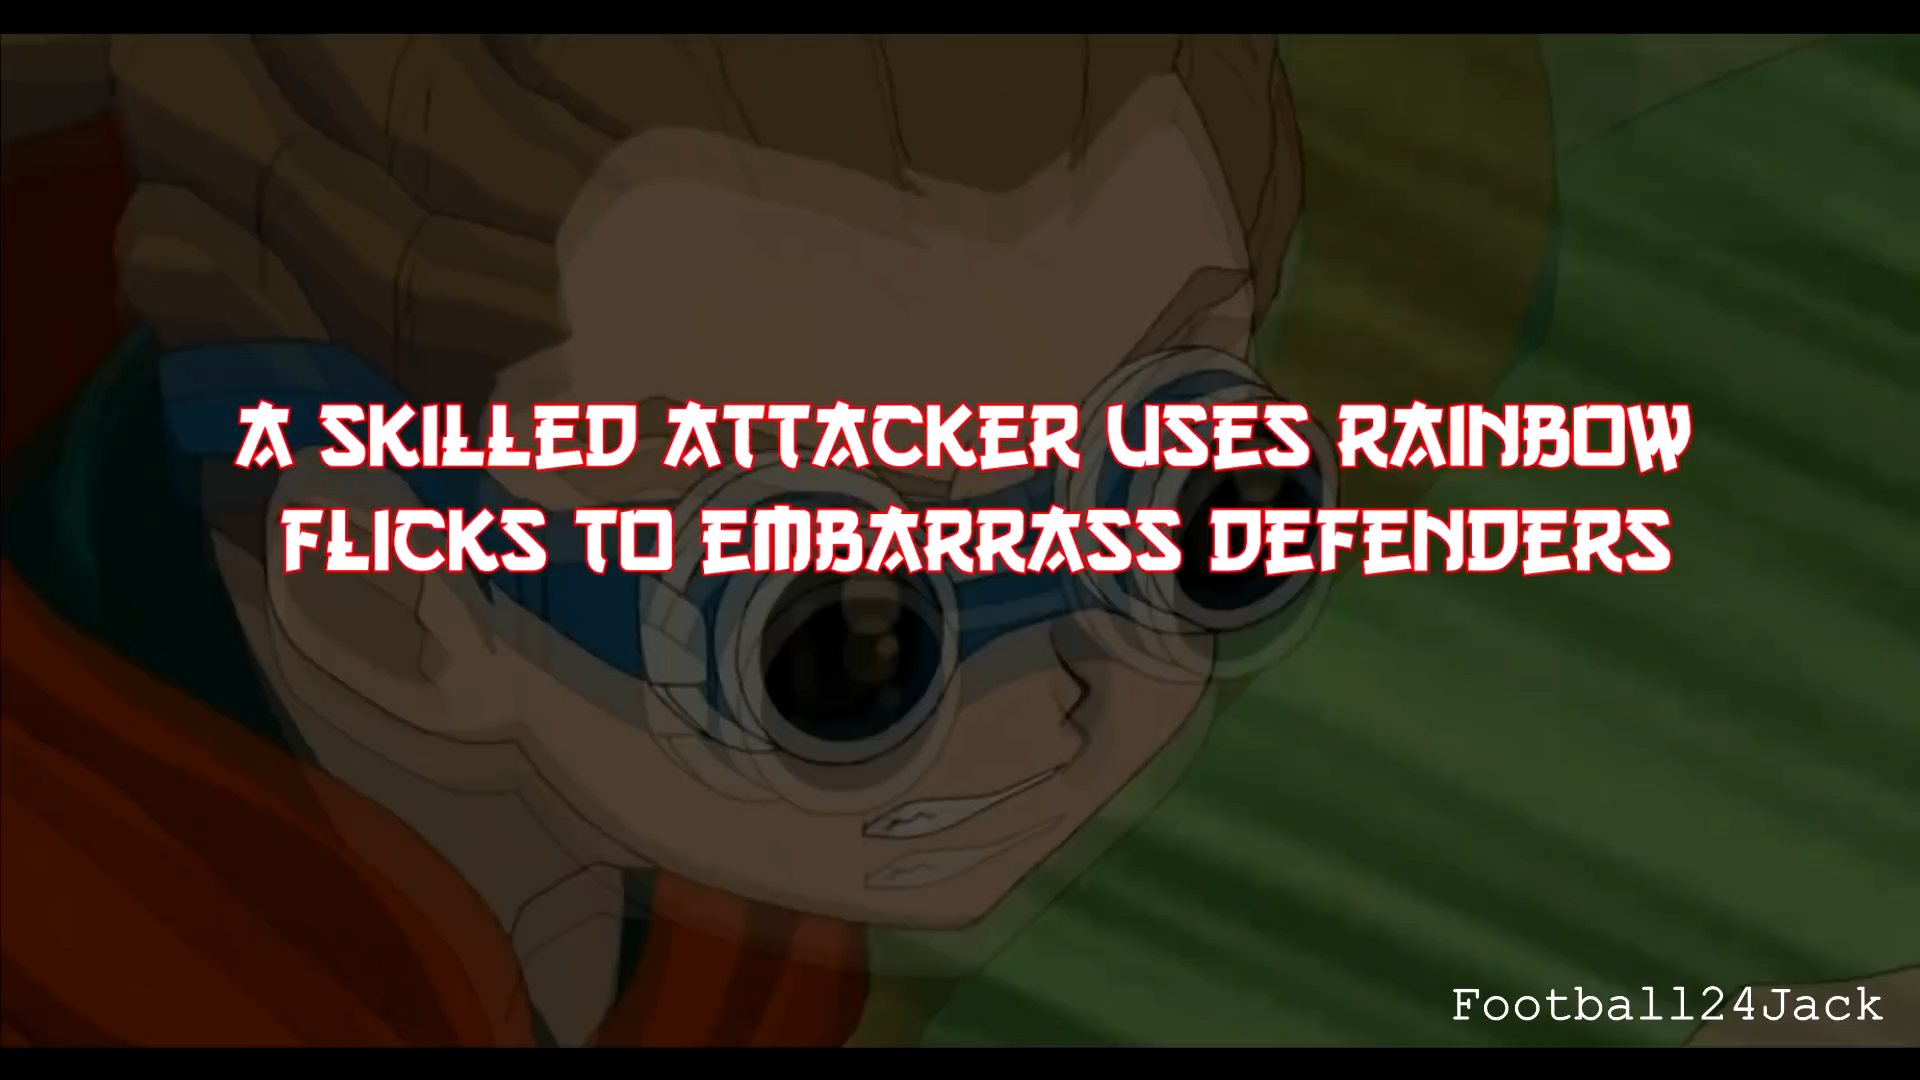 A SKILLED ATTACKER USES RAINBOW
FLICKS TO EMBARRASS DEFENDERS
Football24Jack